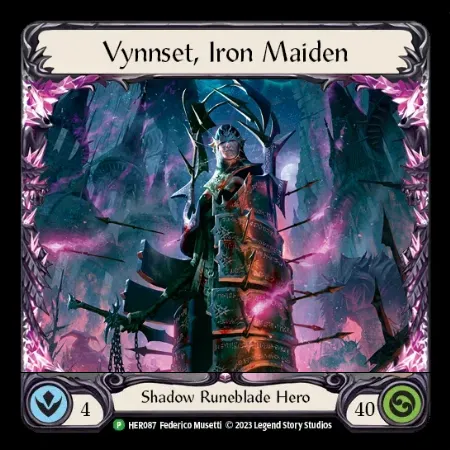 Vynnset, Iron Maiden
Shadow Runeblade Hero
4
40
P HER087 Federico Musetti © 2023 Legend Story Studios